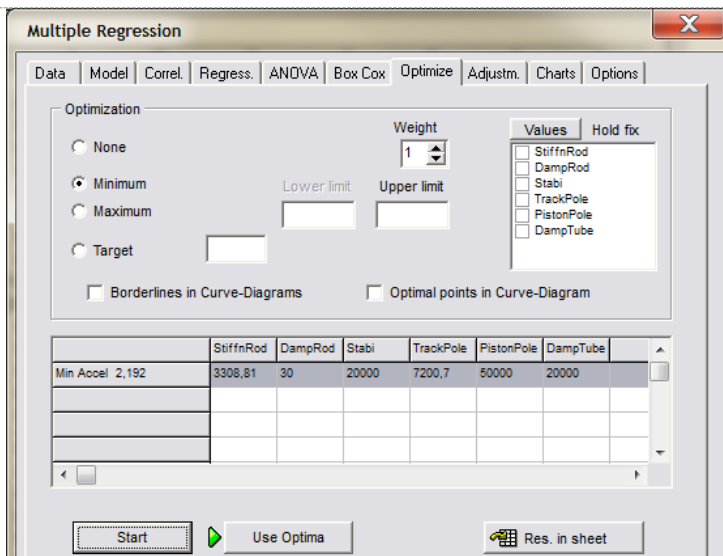 Multiple Regression
X
Data Model Correl. Regress. ANOVA Box Cox Optimize Adjustm. Charts Options
Optimization
None
Weight
1
Values Hold fix
StiffnRod
DampRod
Stabi
TrackPole
PistonPole
DampTube
Minimum
Lower limit Upper limit
Maximum
Target
Borderlines in Curve-Diagrams Optimal points in Curve-Diagram
StiffnRod DampRod Stabi TrackPole PistonPole DampTube
Min Accel 2,192 3308,81 30 20000 7200,7 50000 20000
Start Use Optima Res. in sheet